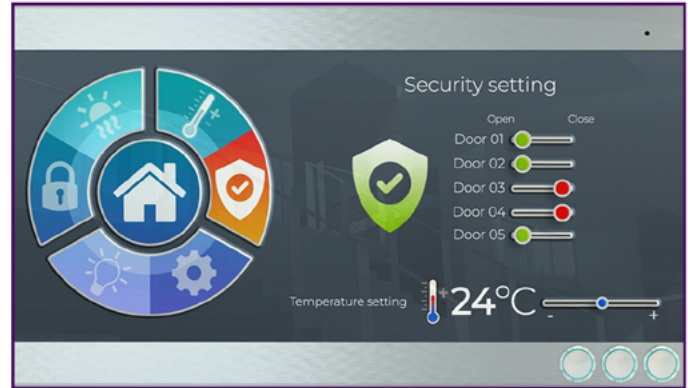 Security setting
Open Close
Door 01
Door 02
Door 03
Door 04
Door 05
Temperature setting 24°C
- +